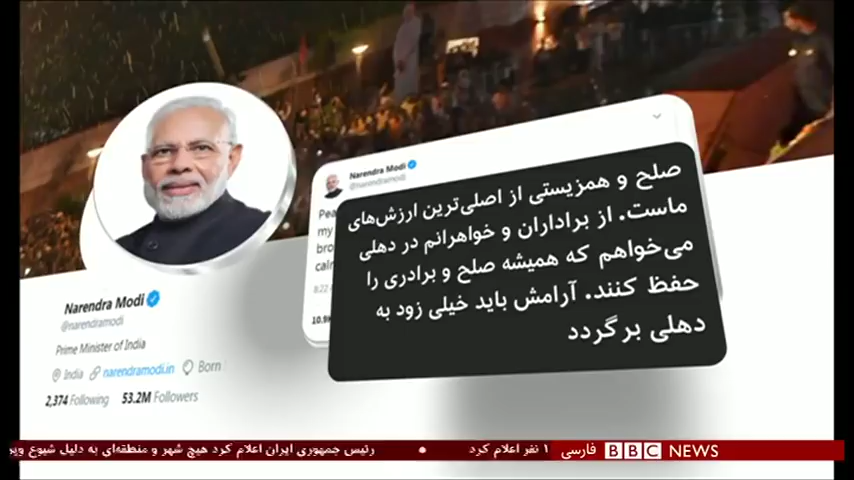 Narendra Modi
@narendramodi
صلح و همزیستی از اصلی‌ترین ارزش‌های
ماست. از براداران و خواهرانم در دهلی
می‌خواهم که همیشه صلح و برادری را
حفظ کنند. آرامش باید خیلی زود به
دهلی برگردد
Narendra Modi
@narendramodi
Prime Minister of India
India narendramodi.in Born
2,374 Following 53.2M Followers
رئیس جمهوری ایران اعلام کرد هیچ شهر و منطقه‌ای به دلیل شیوع
۱ نفر اعلام کرد
BBC NEWS فارسی